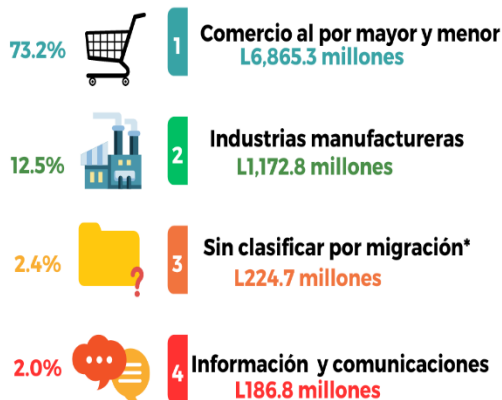 73.2%
1
Comercio al por mayor y menor
L6,865.3 millones
12.5%
2
Industrias manufactureras
L1,172.8 millones
2.4%
?
3
Sin clasificar por migración*
L224.7 millones
2.0%
4
Información y comunicaciones
L186.8 millones